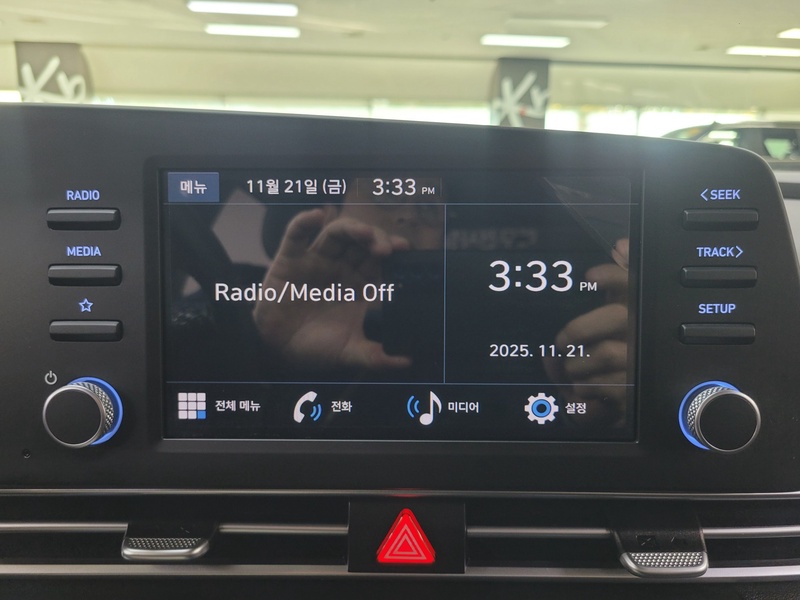 메뉴 11월 21일 (금) 3:33 PM
RADIO
MEDIA
Radio/Media Off
3:33 PM
2025. 11. 21.
<SEEK
TRACK>
SETUP
전체 메뉴 전화 미디어 설정